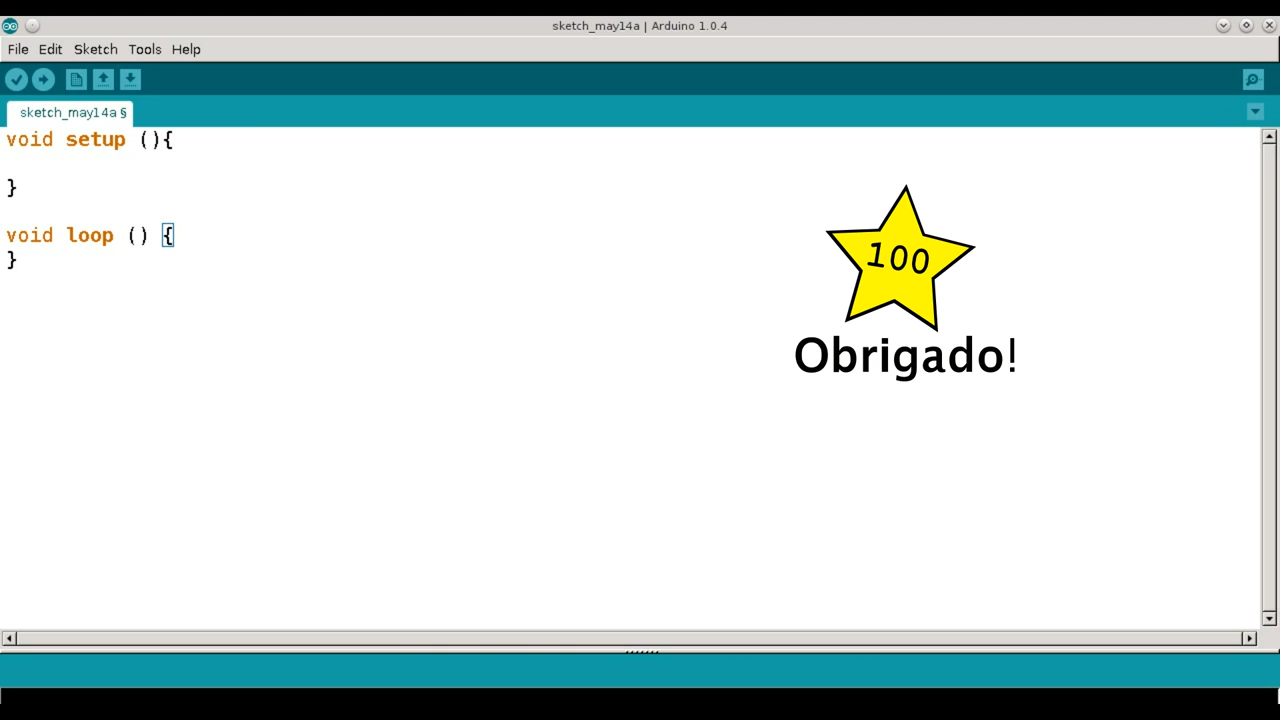 sketch_may14a | Arduino 1.0.4
File Edit Sketch Tools Help
sketch_may14a §
void setup (){
}
void loop () {
}
100
Obrigado!